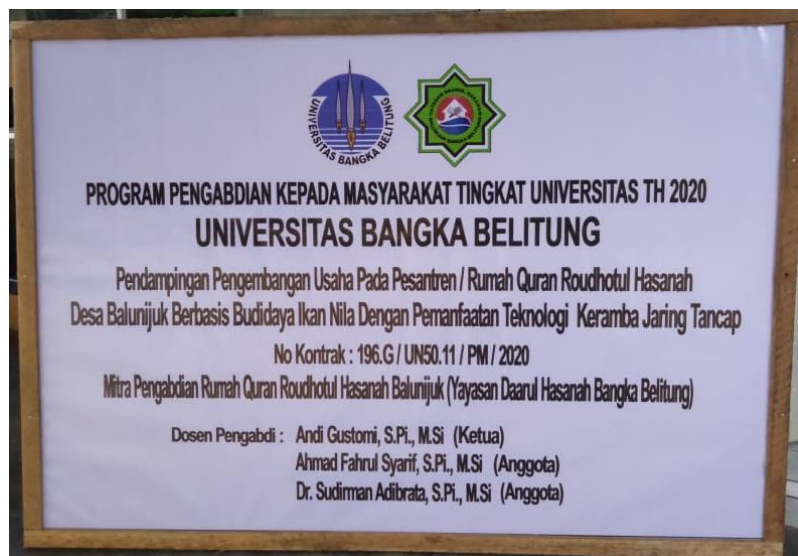 UNIVERSITAS BANGKA BELITUNG
PROGRAM PENGABDIAN KEPADA MASYARAKAT TINGKAT UNIVERSITAS TH 2020
UNIVERSITAS BANGKA BELITUNG
Pendampingan Pengembangan Usaha Pada Pesantren / Rumah Quran Roudhotul Hasanah
Desa Balunijuk Berbasis Budidaya Ikan Nila Dengan Pemanfaatan Teknologi Keramba Jaring Tancap
No Kontrak : 196.G / UN50.11 / PM / 2020
Mitra Pengabdian Rumah Quran Roudhotul Hasanah Balunijuk (Yayasan Daarul Hasanah Bangka Belitung)
Dosen Pengabdi : Andi Gustomi, S.Pi., M.Si (Ketua)
Ahmad Fahrul Syarif, S.Pi., M.Si (Anggota)
Dr. Sudirman Adibrata, S.Pi., M.Si (Anggota)